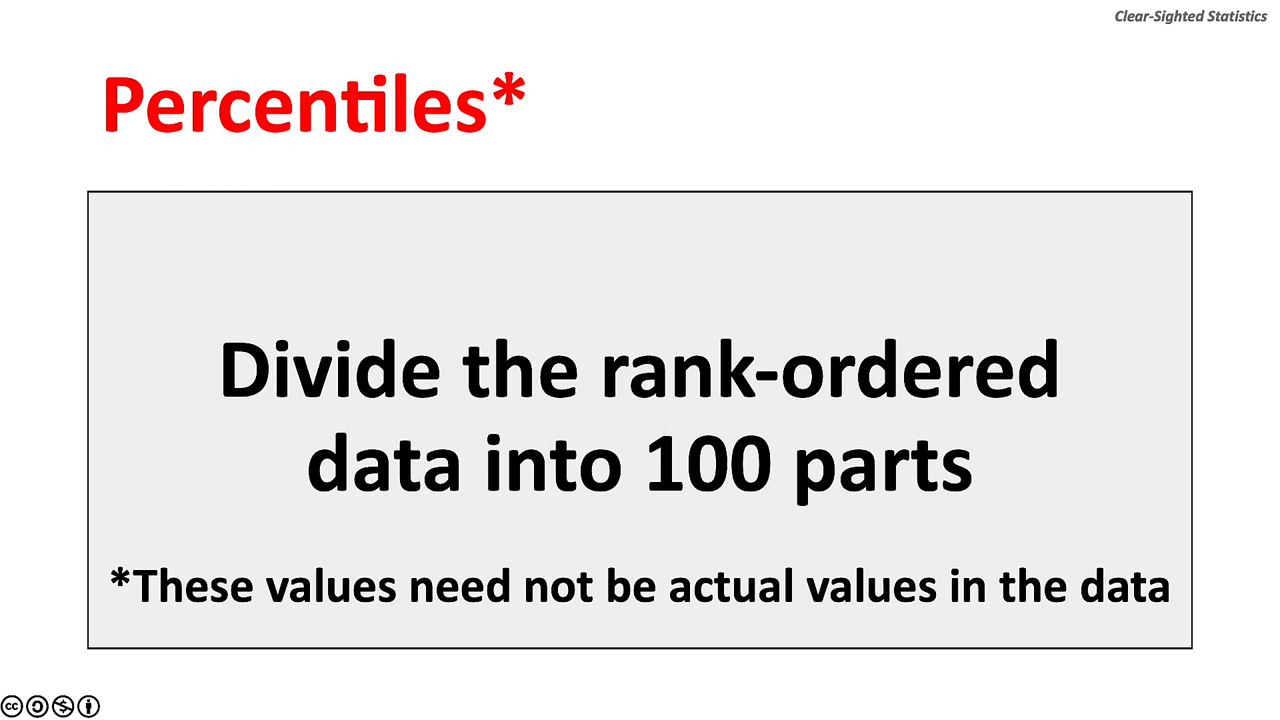 Clear-Sighted Statistics
Percentiles*
Divide the rank-ordered
data into 100 parts
*These values need not be actual values in the data
cc